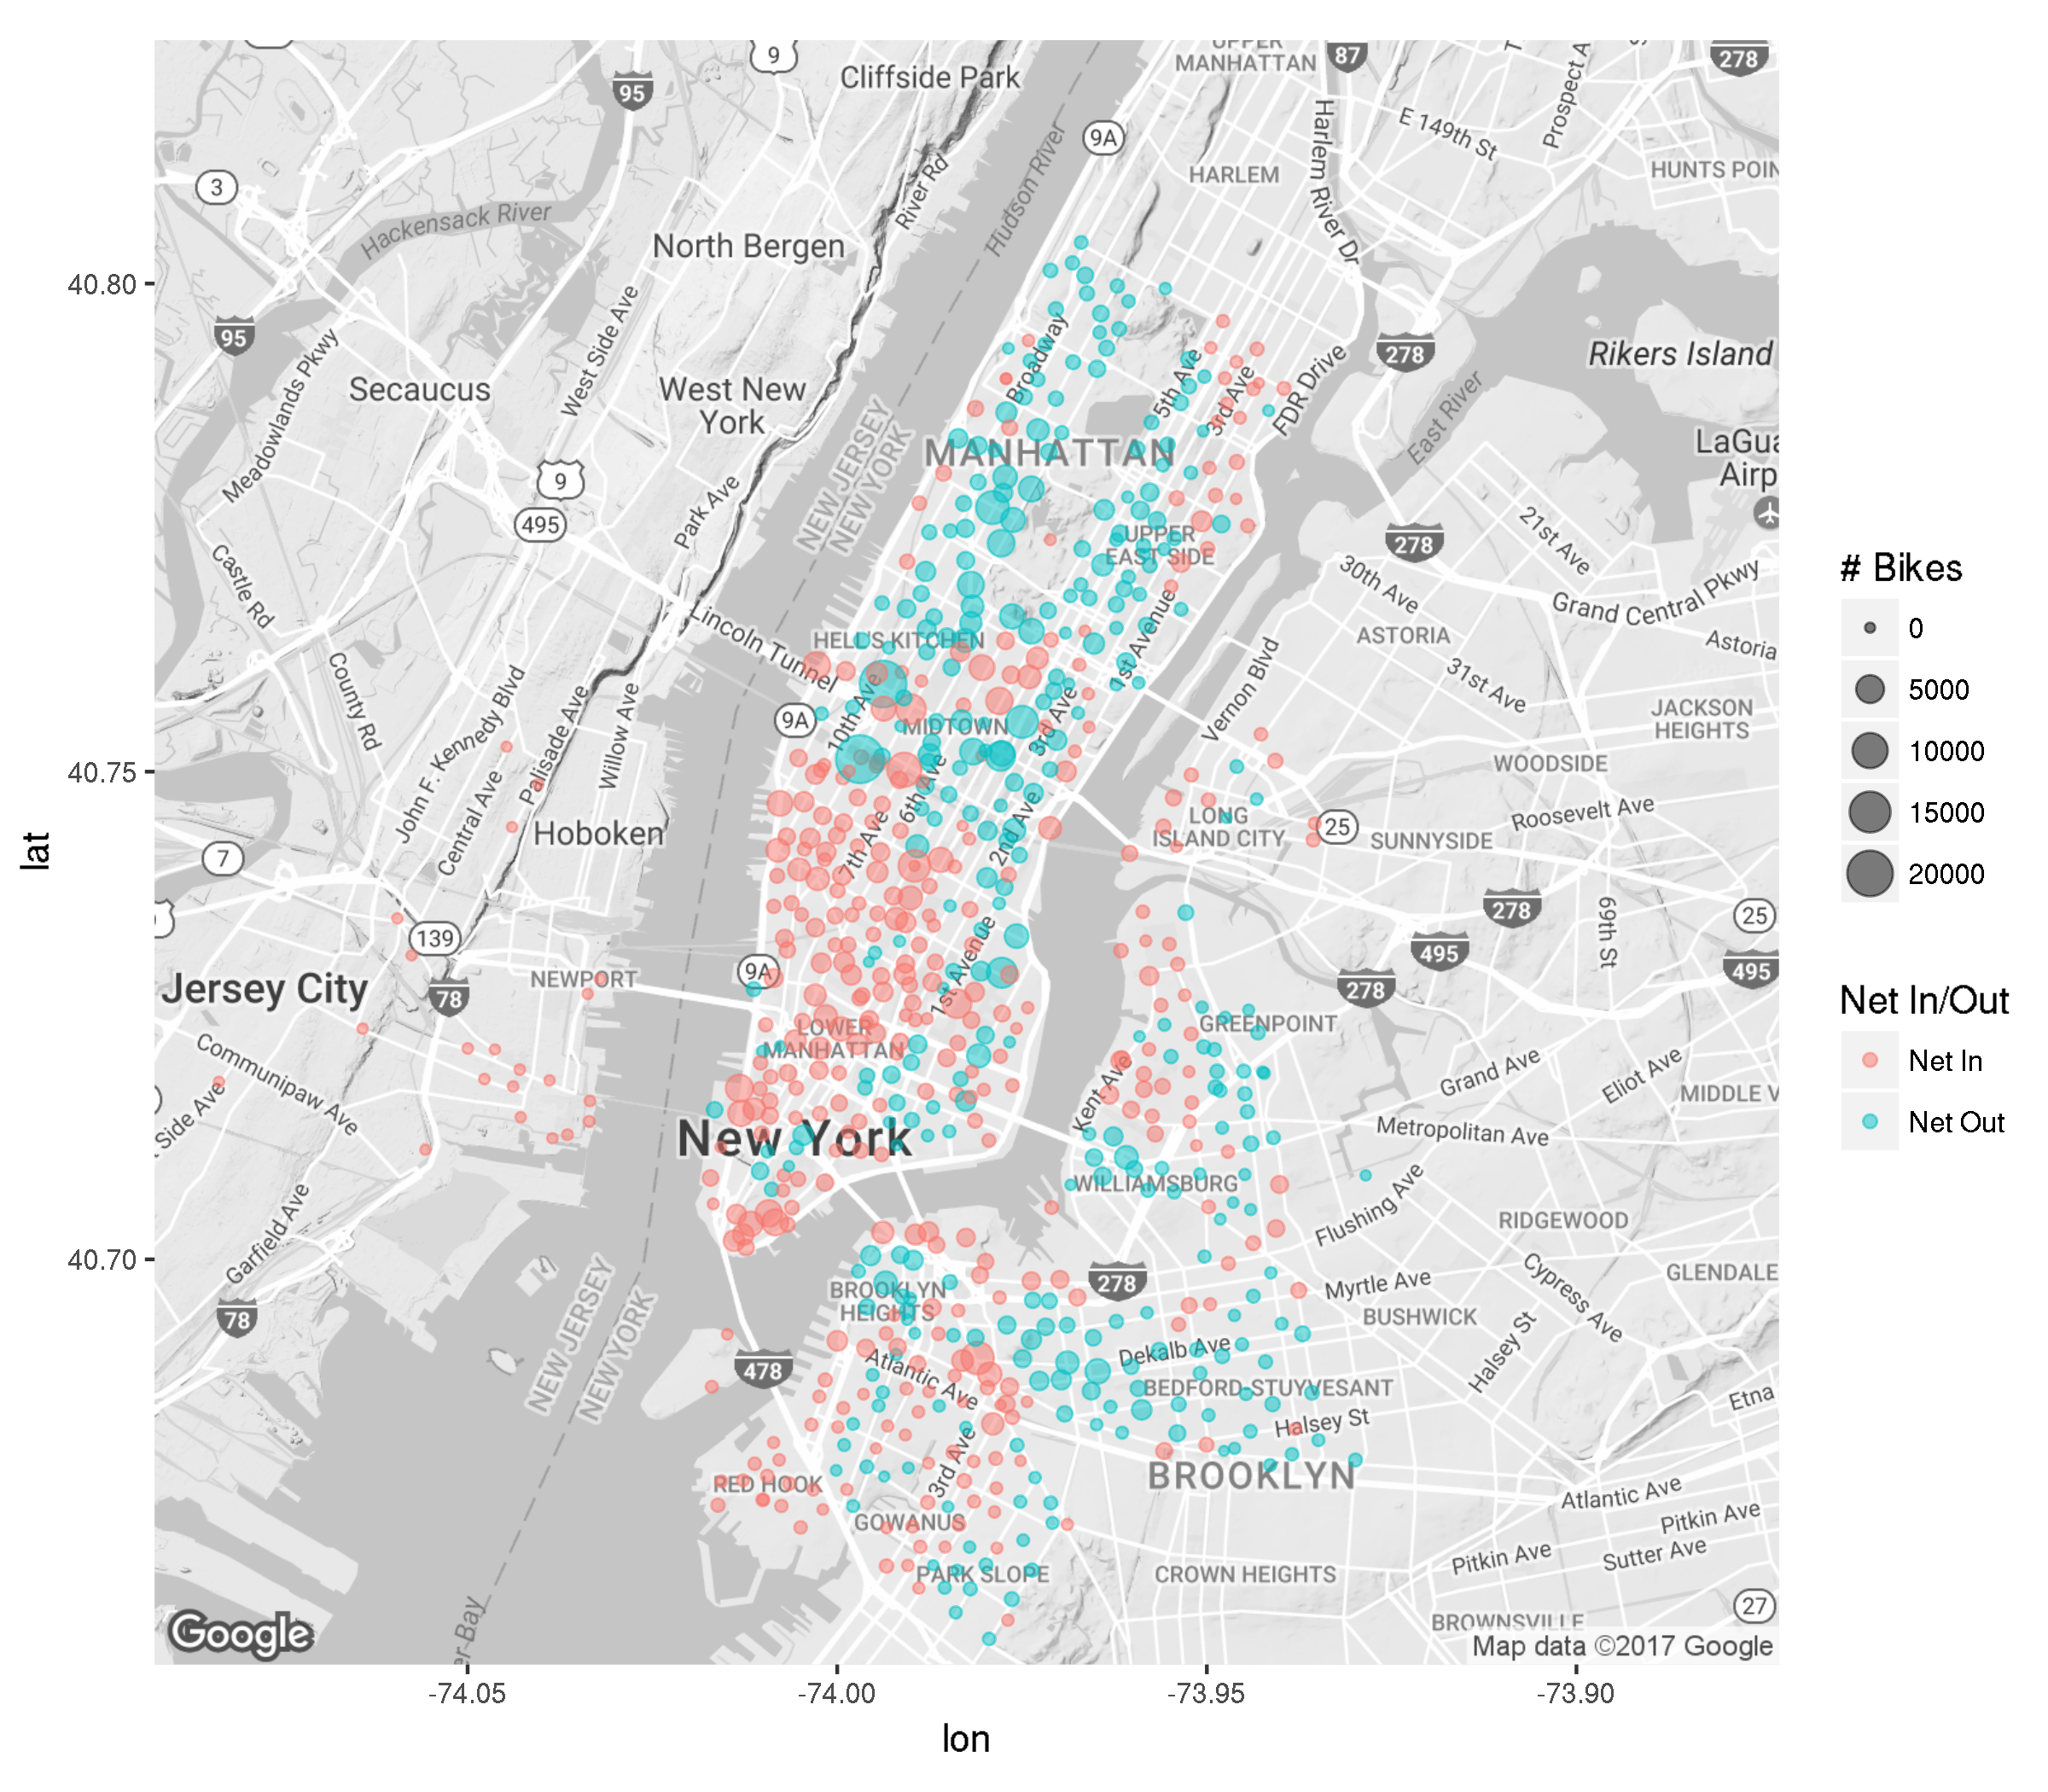 9
UPPER
MANHATTAN
87
278
Cliffside Park
95
9A
Harlem River Dr
E 149th St
Prospect A
3
HARLEM
HUNTS POIN
River Rd
Hudson River
Hackensack River
North Bergen
40.80
95
West Side Ave
Broadway
278
Rikers Island
Meadowlands Pkwy
Secaucus
West New
York
5th Ave
3rd Ave
FDR Drive
East River
NEW JERSEY
NEW YORK
MANHATTAN
LaGua
Airp
9
495
Park Ave
UPPER
EAST SIDE
278
21st Ave
Castle Rd
Lincoln Tunnel
30th Ave
Grand Central Pkwy
HELL'S KITCHEN
1st Avenue
ASTORIA
Astoria
County Rd
John F. Kennedy Blvd
Palisade Ave
Willow Ave
Vernon Blvd
31st Ave
9A
10th Ave
MIDTOWN
3rd Ave
JACKSON
HEIGHTS
40.75
Central Ave
WOODSIDE
6th Ave
Hoboken
7th Ave
2nd Ave
LONG
ISLAND CITY
25
SUNNYSIDE
Roosevelt Ave
7
278
69th St
25
139
1st Avenue
495
495
Jersey City
78
NEWPORT
9A
278
LOWER
MANHATTAN
GREENPOINT
Communipaw Ave
Side Ave
Kent Ave
Grand Ave
Eliot Ave
MIDDLE V
New York
Metropolitan Ave
WILLIAMSBURG
Flushing Ave
Garfield Ave
RIDGEWOOD
40.70
NEW JERSEY
NEW YORK
78
BROOKLYN
HEIGHTS
278
Myrtle Ave
Cypress Ave
GLENDALE
BUSHWICK
478
Atlantic Ave
Dekalb Ave
Halsey St
BEDFORD-STUYVESANT
Etna
Halsey St
RED HOOK
3rd Ave
BROOKLYN
Atlantic Ave
GOWANUS
Pitkin Ave
PARK SLOPE
CROWN HEIGHTS
Pitkin Ave
Sutter Ave
27
BROWNSVILLE
er Bay
Google
Map data ©2017 Google
-74.05
-74.00
-73.95
-73.90
lon
lat
# Bikes
0
5000
10000
15000
20000
Net In/Out
Net In
Net Out